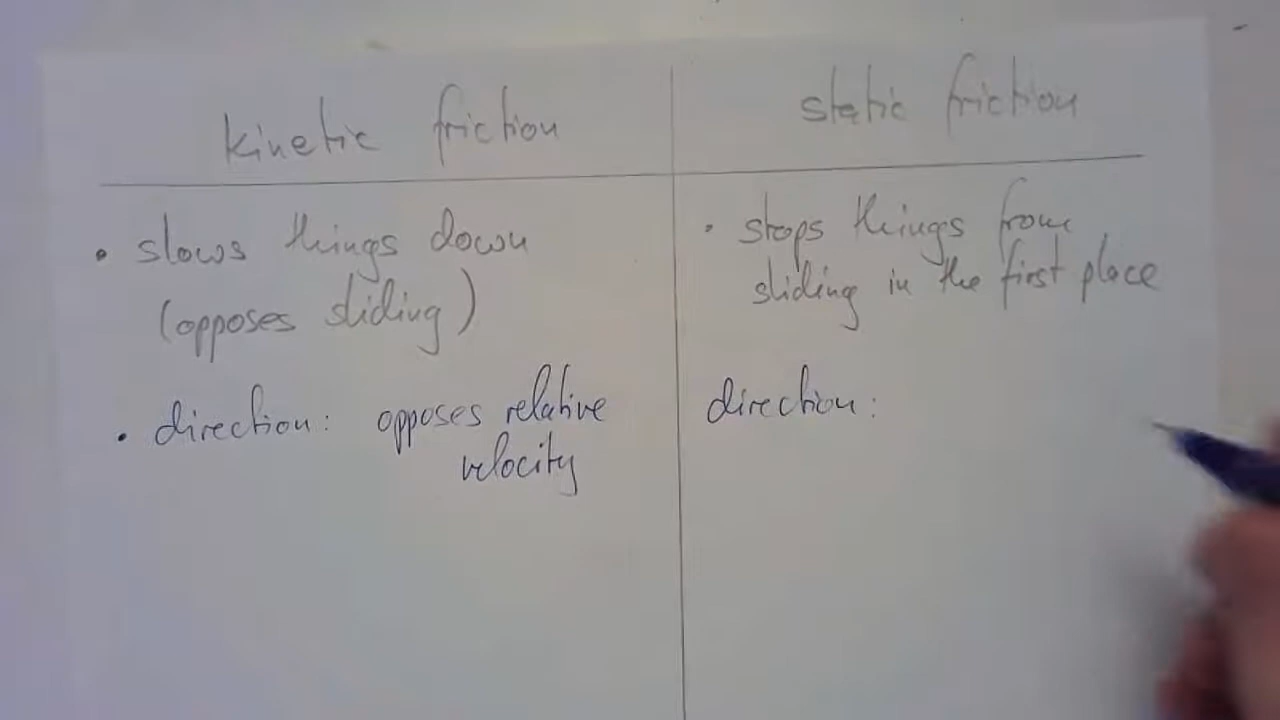 kinetic friction
static friction
• slows things down
(opposes sliding)
• direction: opposes relative
velocity
• stops things from
sliding in the first place
direction: